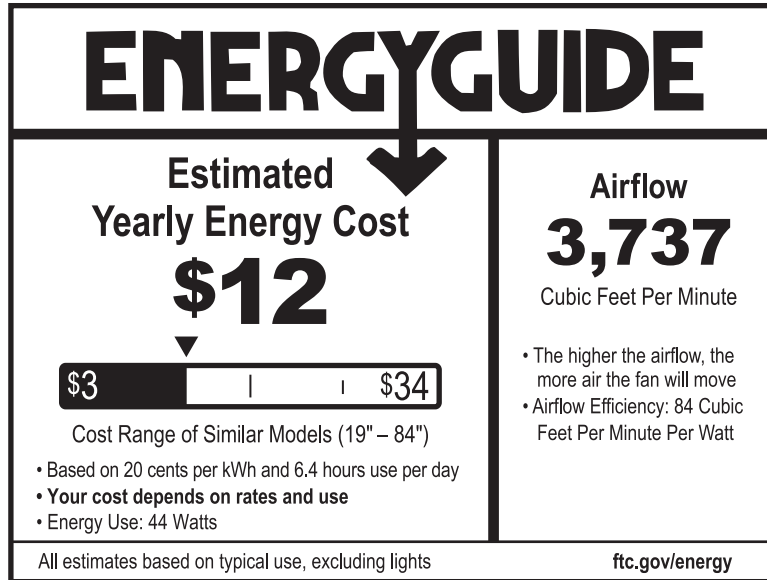 ENERGYGUIDE
Estimated
Yearly Energy Cost
$12
$3
$34
Cost Range of Similar Models (19" – 84")
• Based on 20 cents per kWh and 6.4 hours use per day
• Your cost depends on rates and use
• Energy Use: 44 Watts
Airflow
3,737
Cubic Feet Per Minute
• The higher the airflow, the
more air the fan will move
• Airflow Efficiency: 84 Cubic
Feet Per Minute Per Watt
All estimates based on typical use, excluding lights
ftc.gov/energy